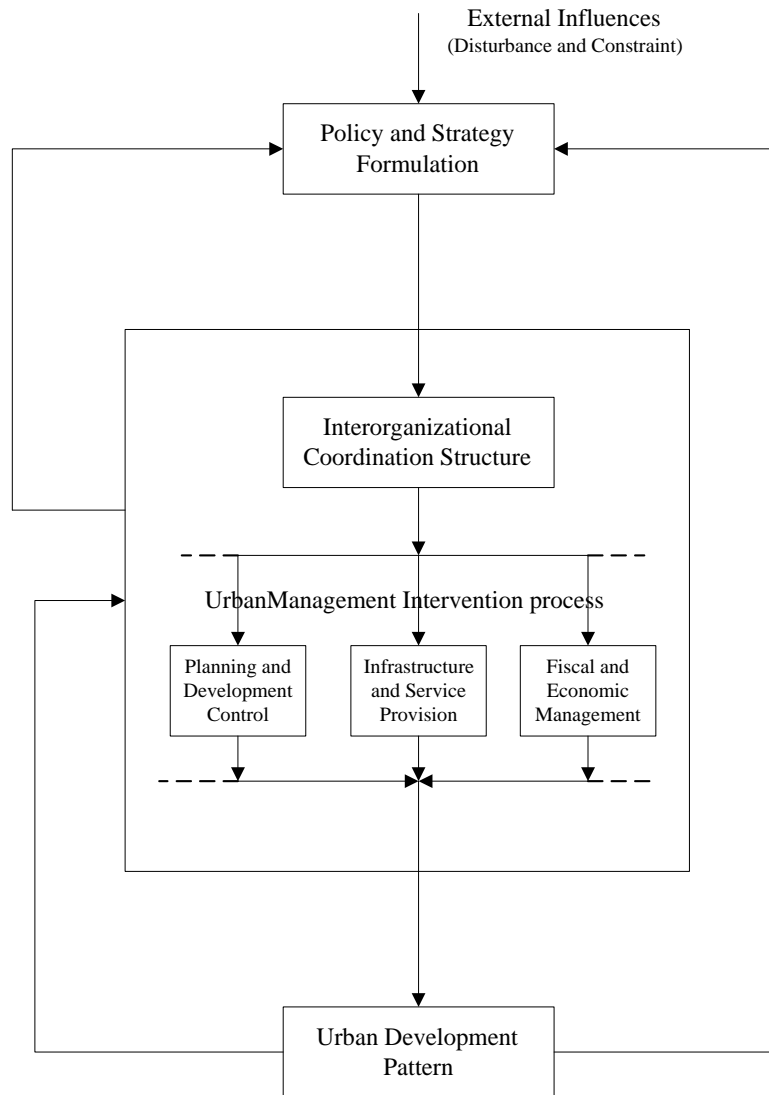 External Influences
(Disturbance and Constraint)
Policy and Strategy
Formulation
Interorganizational
Coordination Structure
UrbanManagement Intervention process
Planning and
Development
Control
Infrastructure
and Service
Provision
Fiscal and
Economic
Management
Urban Development
Pattern